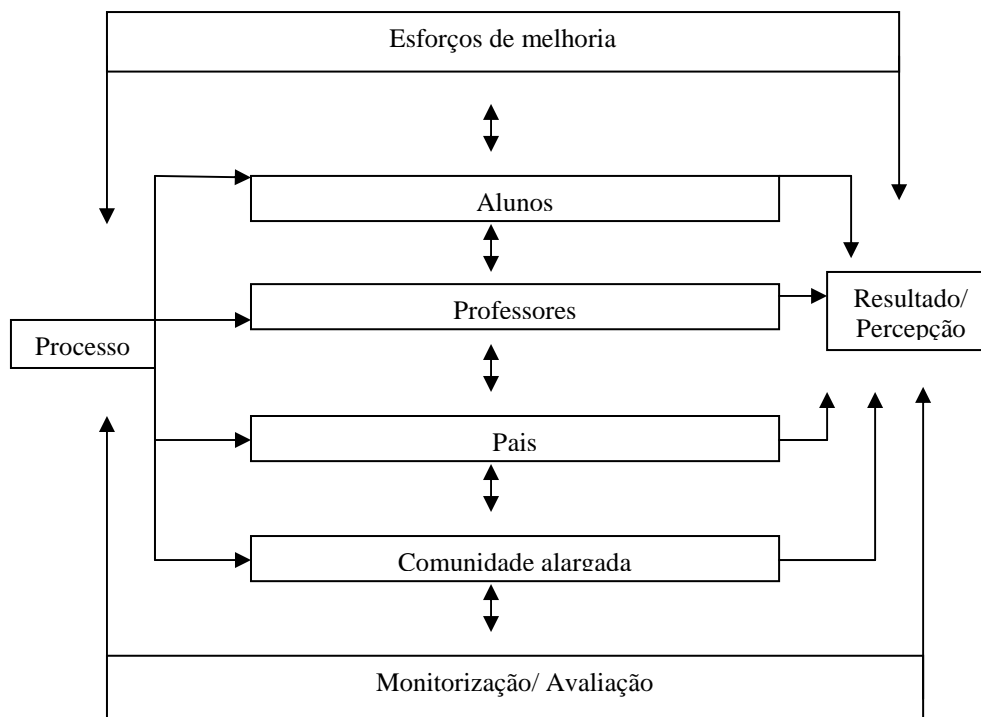 Esforços de melhoria
Alunos
Professores
Resultado/
Percepção
Processo
Pais
Comunidade alargada
Monitorização/ Avaliação